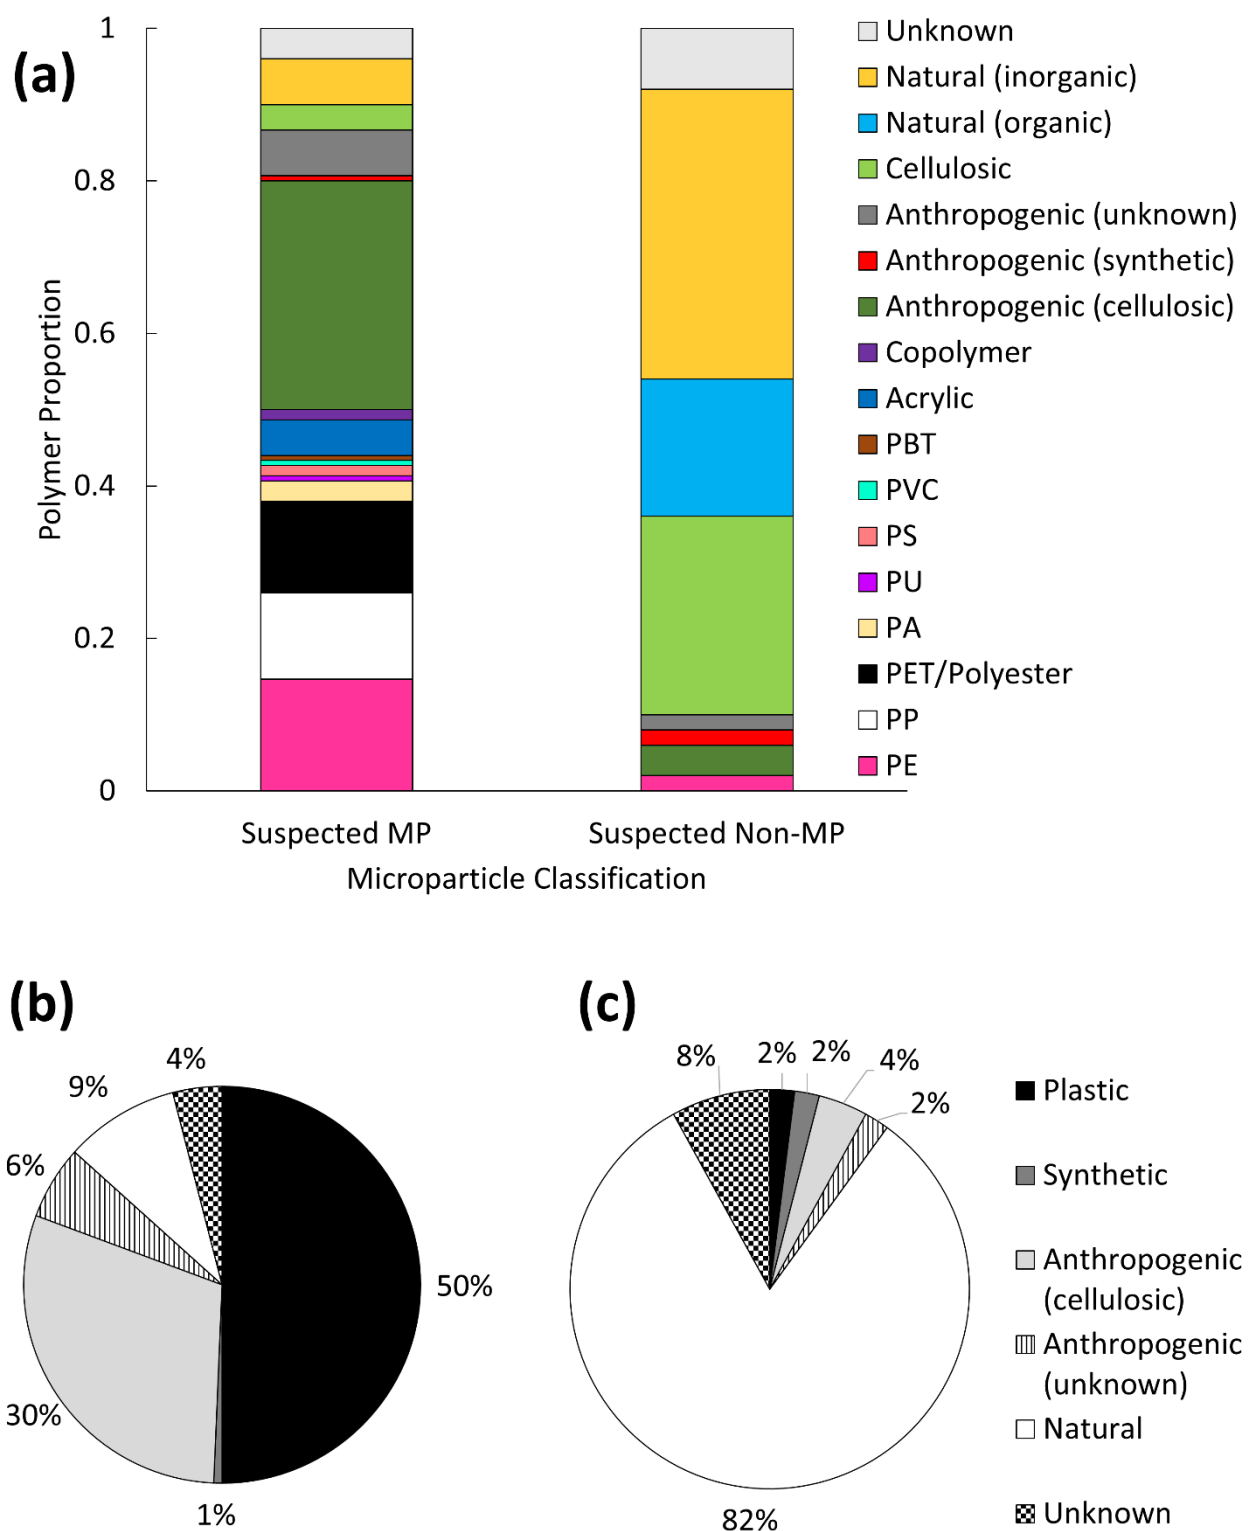 (a)
Polymer Proportion
1
0.8
0.6
0.4
0.2
0
Suspected MP
Suspected Non-MP
Microparticle Classification
Unknown
Natural (inorganic)
Natural (organic)
Cellulosic
Anthropogenic (unknown)
Anthropogenic (synthetic)
Anthropogenic (cellulosic)
Copolymer
Acrylic
PBT
PVC
PS
PU
PA
PET/Polyester
PP
PE
(b)
4%
9%
6%
50%
30%
1%
(c)
8%
2%
2%
4%
2%
82%
Plastic
Synthetic
Anthropogenic
(cellulosic)
Anthropogenic
(unknown)
Natural
Unknown